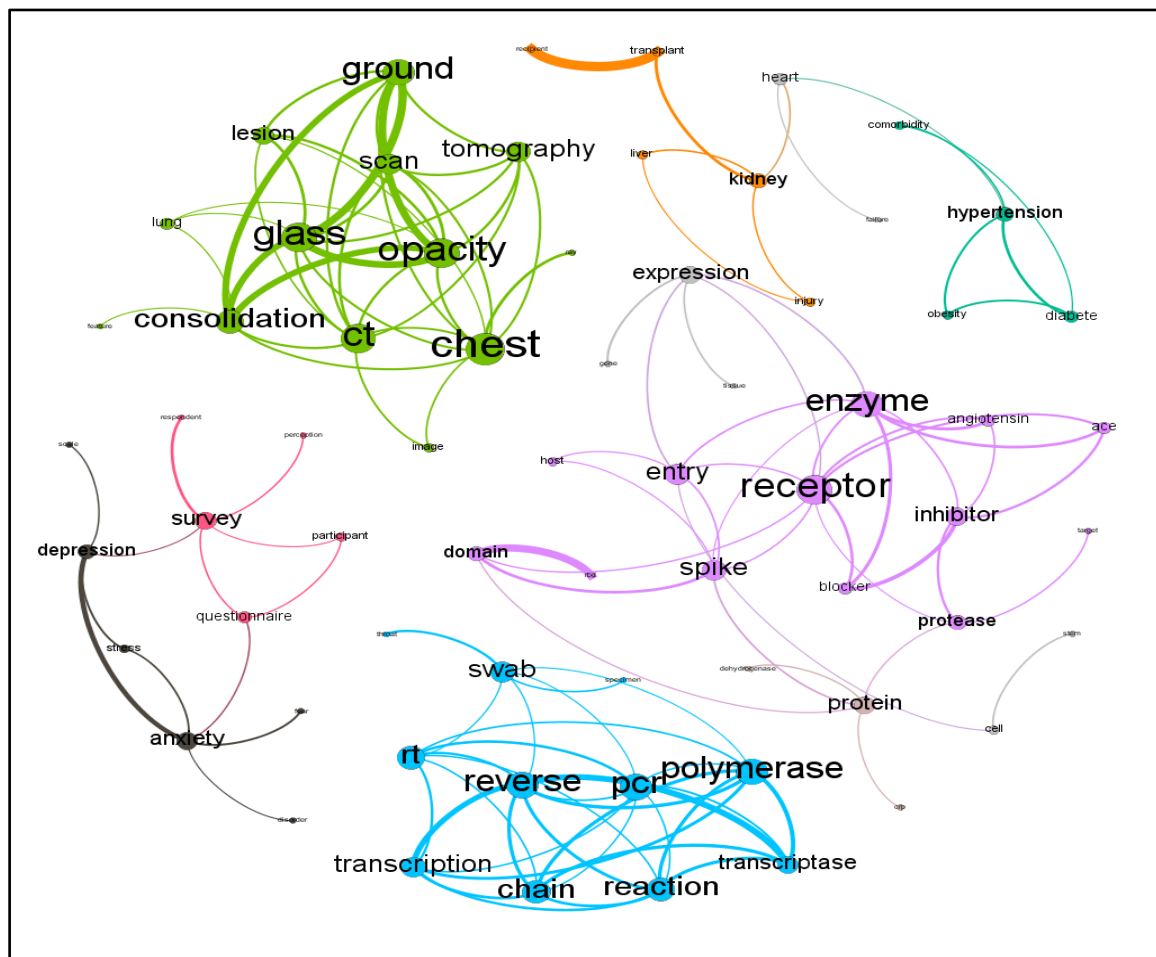 recipient
transplant
ground
heart
lesion
comorbidity
tomography
scan
liver
kidney
lung
hypertension
failure
glass
opacity
ray
expression
injury
obesity
diabete
consolidation
feature
ct
chest
gene
tissue
enzyme
respondent
angiotensin
ace
perception
scale
image
host
entry
receptor
survey
inhibitor
target
participant
depression
domain
rbd
spike
blocker
questionnaire
protease
throat
stem
stress
swab
dehydrogenase
specimen
protein
fear
cell
anxiety
rt
reverse
pcr
polymerase
crp
disorder
transcription
transcriptase
chain
reaction